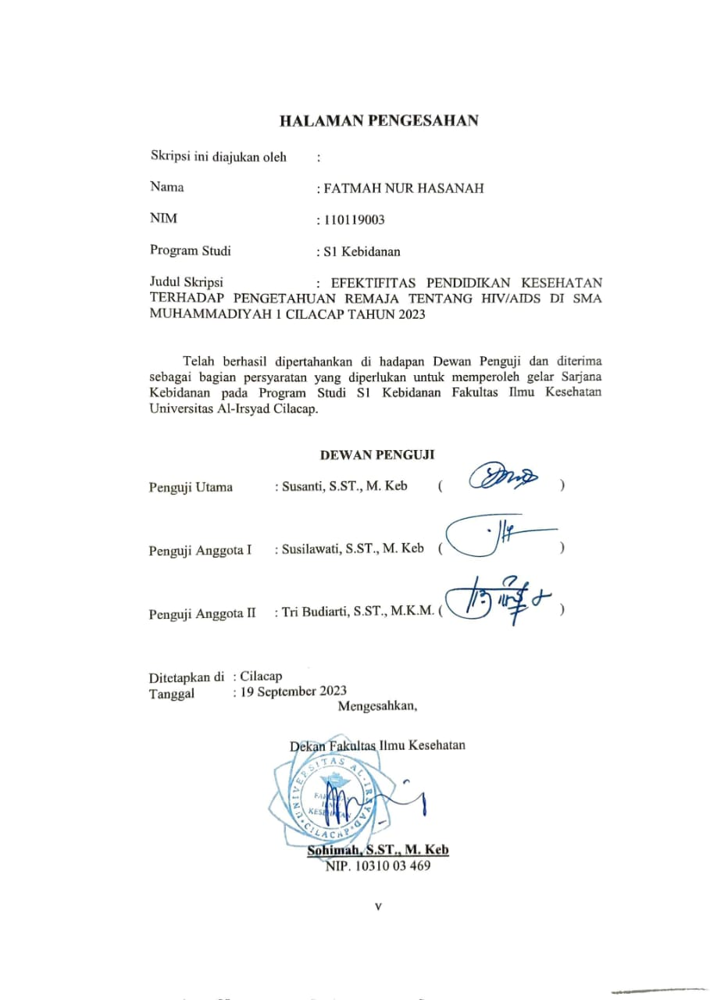 HALAMAN PENGESAHAN
Skripsi ini diajukan oleh :
Nama : FATMAH NUR HASANAH
NIM : 110119003
Program Studi : S1 Kebidanan
Judul Skripsi : EFEKTIFITAS PENDIDIKAN KESEHATAN
TERHADAP PENGETAHUAN REMAJA TENTANG HIV/AIDS DI SMA
MUHAMMADIYAH 1 CILACAP TAHUN 2023
Telah berhasil dipertahankan di hadapan Dewan Penguji dan diterima
sebagai bagian persyaratan yang diperlukan untuk memperoleh gelar Sarjana
Kebidanan pada Program Studi S1 Kebidanan Fakultas Ilmu Kesehatan
Universitas Al-Irsyad Cilacap.
DEWAN PENGUJI
Penguji Utama : Susanti, S.ST., M. Keb ( )
Penguji Anggota I : Susilawati, S.ST., M. Keb ( )
Penguji Anggota II : Tri Budiarti, S.ST., M.K.M. ( )
Ditetapkan di : Cilacap
Tanggal : 19 September 2023
Mengesahkan,
Dekan Fakultas Ilmu Kesehatan
UNIVERSITAS AL-IRSYAD
CILACAP
FAKULTAS
ILMU
KESEHATAN
Sohimah, S.ST., M. Keb
NIP. 10310 03 469
v